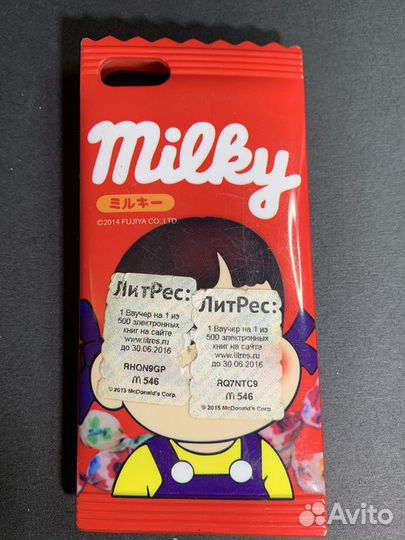 milky
ミルキー
©2014 FUJIYA CO.,LTD.
ЛитРес:
1 Ваучер на 1 из
500 электронных
книг на сайте
www.litres.ru
до 30.06.2016
RHON9GP
m 546
© 2015 McDonald's Corp.
ЛитРес:
1 Ваучер на 1 из
500 электронных
книг на сайте
www.litres.ru
до 30.06.2016
RQ7NTC9
m 546
© 2015 McDonald's Corp.
Avito